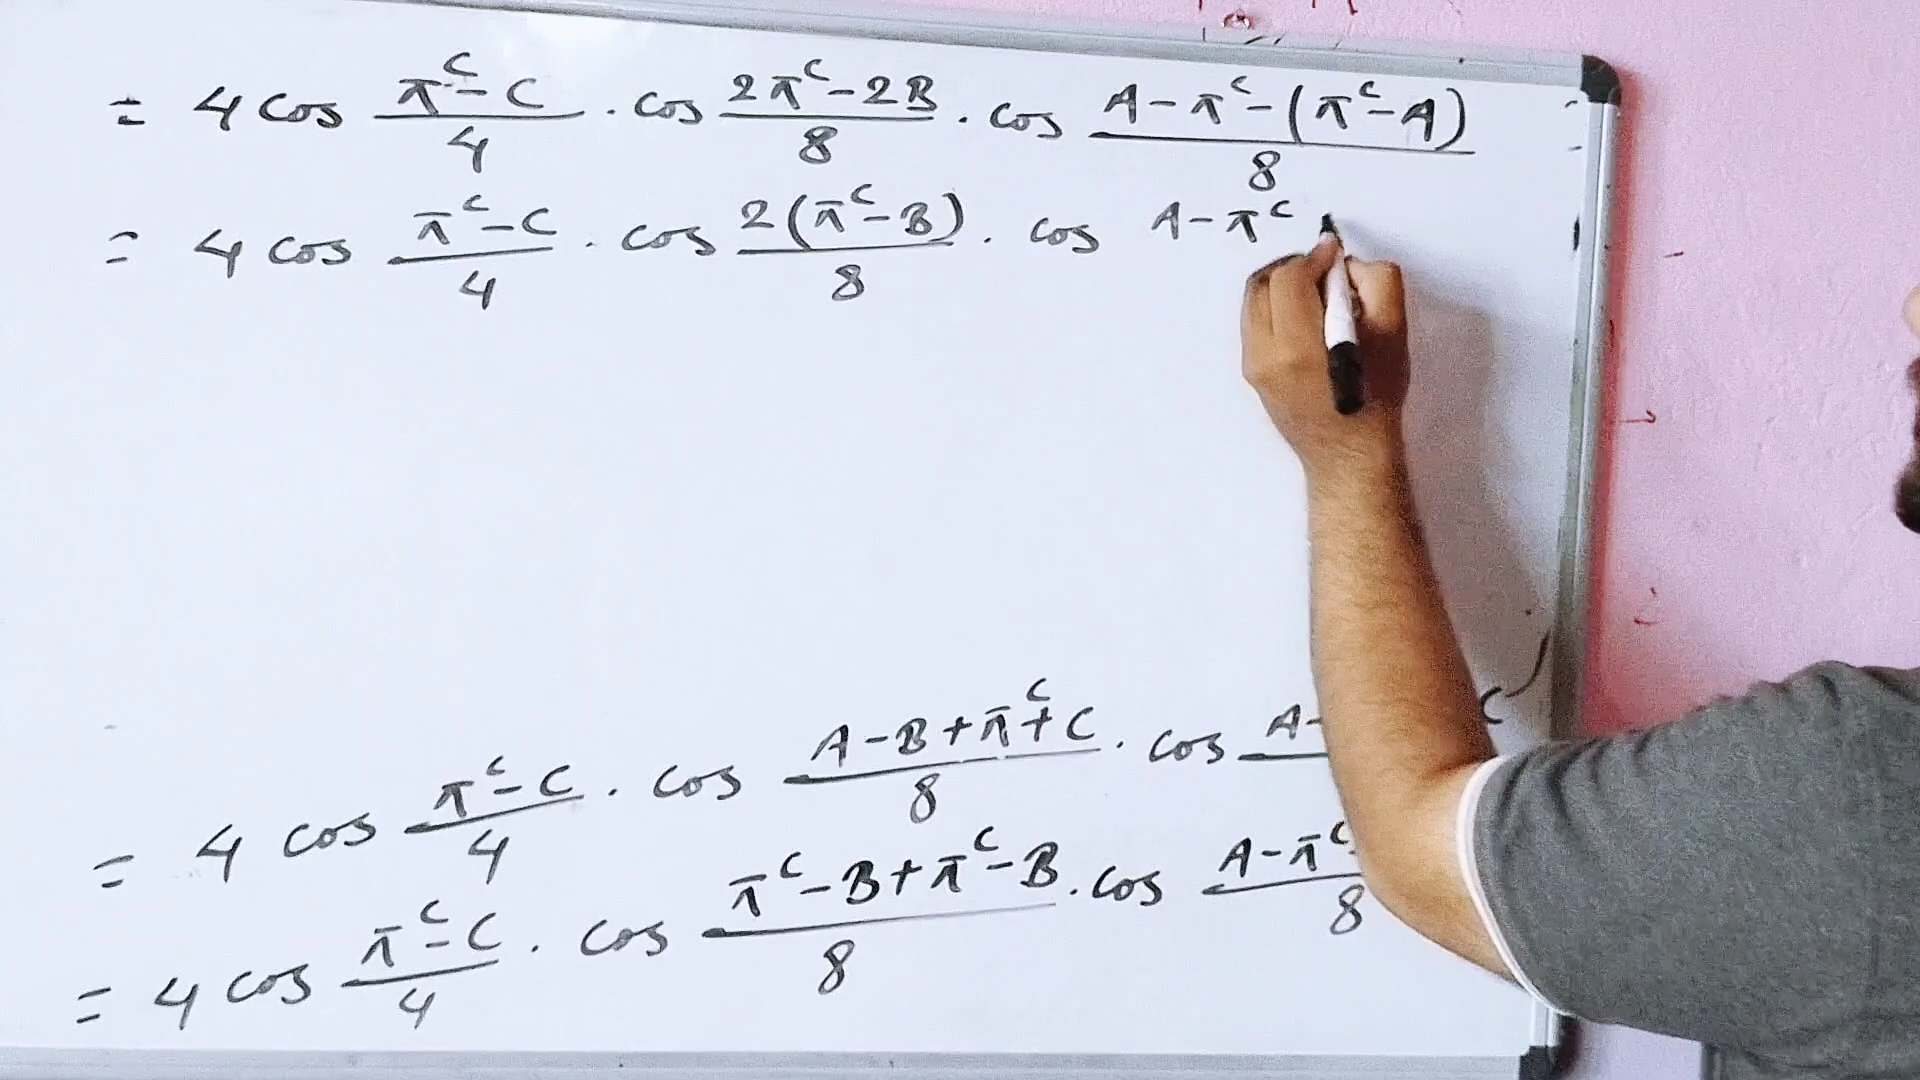 = 4 cos (π^c - C)/4 . cos (2π^c - 2B)/8 . cos (A - π^c - (π^c - A))/8
= 4 cos (π^c - C)/4 . cos 2(π^c - B)/8 . cos A - π^c
4 cos (π^c - C)/4 . cos (A - B + π^c + C)/8 . cos A - C
= 4 cos (π^c - C)/4 . cos (π^c - B + π^c - B)/8 . cos (A - π^c)/8